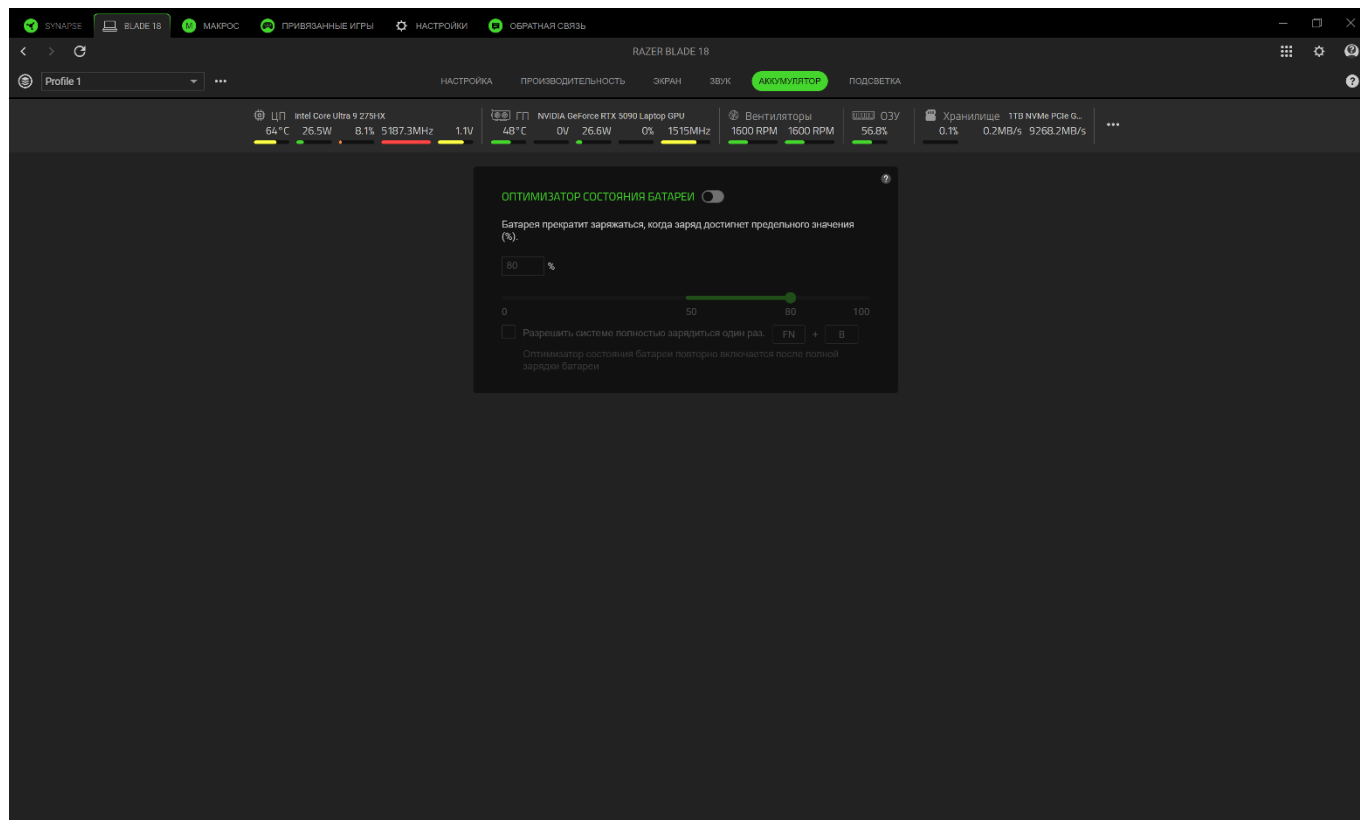 SYNAPSE BLADE 18 МАКРОС ПРИВЯЗАННЫЕ ИГРЫ НАСТРОЙКИ ОБРАТНАЯ СВЯЗЬ
RAZER BLADE 18
Profile 1 НАСТРОЙКА ПРОИЗВОДИТЕЛЬНОСТЬ ЭКРАН ЗВУК АККУМУЛЯТОР ПОДСВЕТКА
ЦП Intel Core Ultra 9 275HX ГП NVIDIA GeForce RTX 5090 Laptop GPU Вентиляторы ОЗУ Хранилище 1TB NVMe PCIe G...
64°C 26.5W 8.1% 5187.3MHz 1.1V 48°C 0V 26.6W 0% 1515MHz 1600 RPM 1600 RPM 56.8% 0.1% 0.2MB/s 9268.2MB/s
ОПТИМИЗАТОР СОСТОЯНИЯ БАТАРЕИ
Батарея прекратит заряжаться, когда заряд достигнет предельного значения
(%).
80 %
0 50 80 100
Разрешить системе полностью зарядиться один раз. FN + B
Оптимизатор состояния батареи повторно включается после полной
зарядки батареи